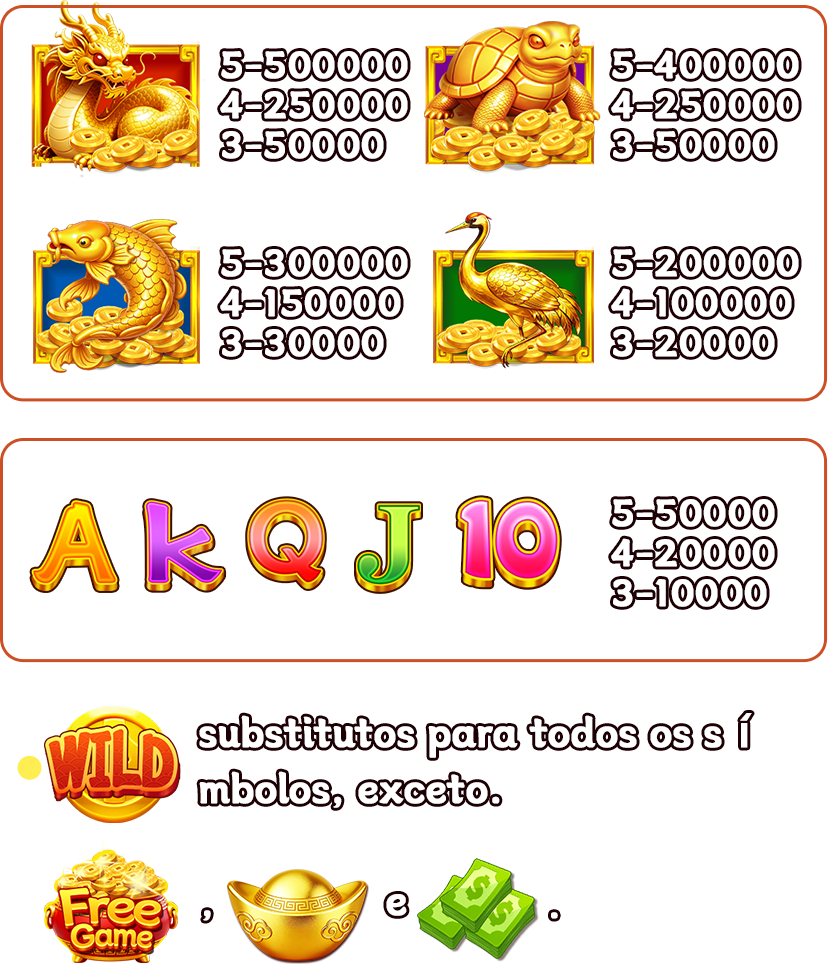 5-500000
4-250000
3-50000
5-400000
4-250000
3-50000
5-300000
4-150000
3-30000
5-200000
4-100000
3-20000
A K Q J 10
5-50000
4-20000
3-10000
WILD
substitutos para todos os s í
mbolos, exceto.
Free
Game
, e .